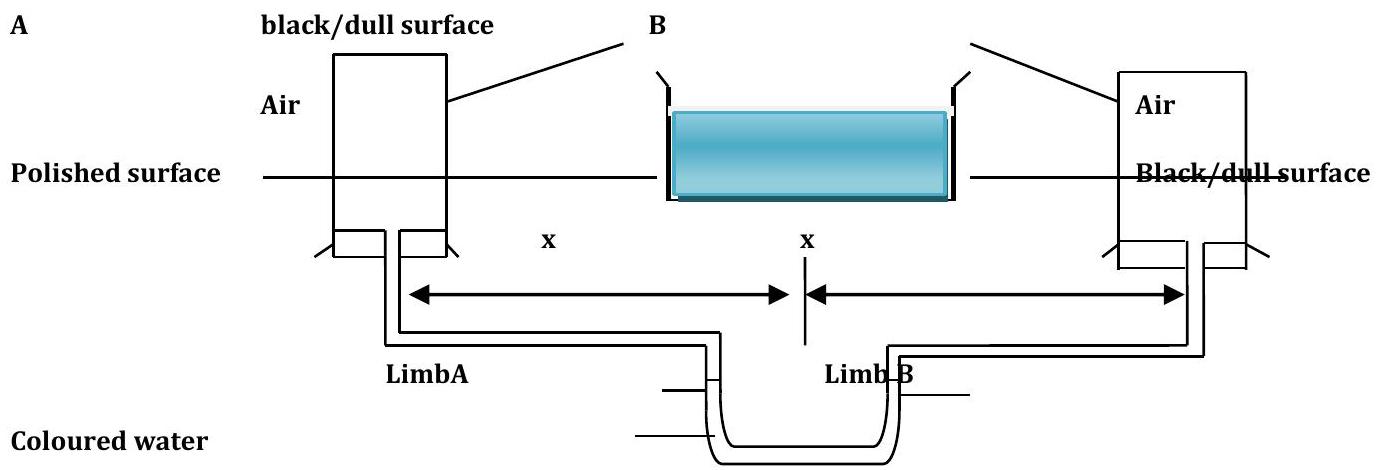 A black/dull surface B
Air Air
Polished surface Black/dull surface
x x
LimbA Limb B
Coloured water